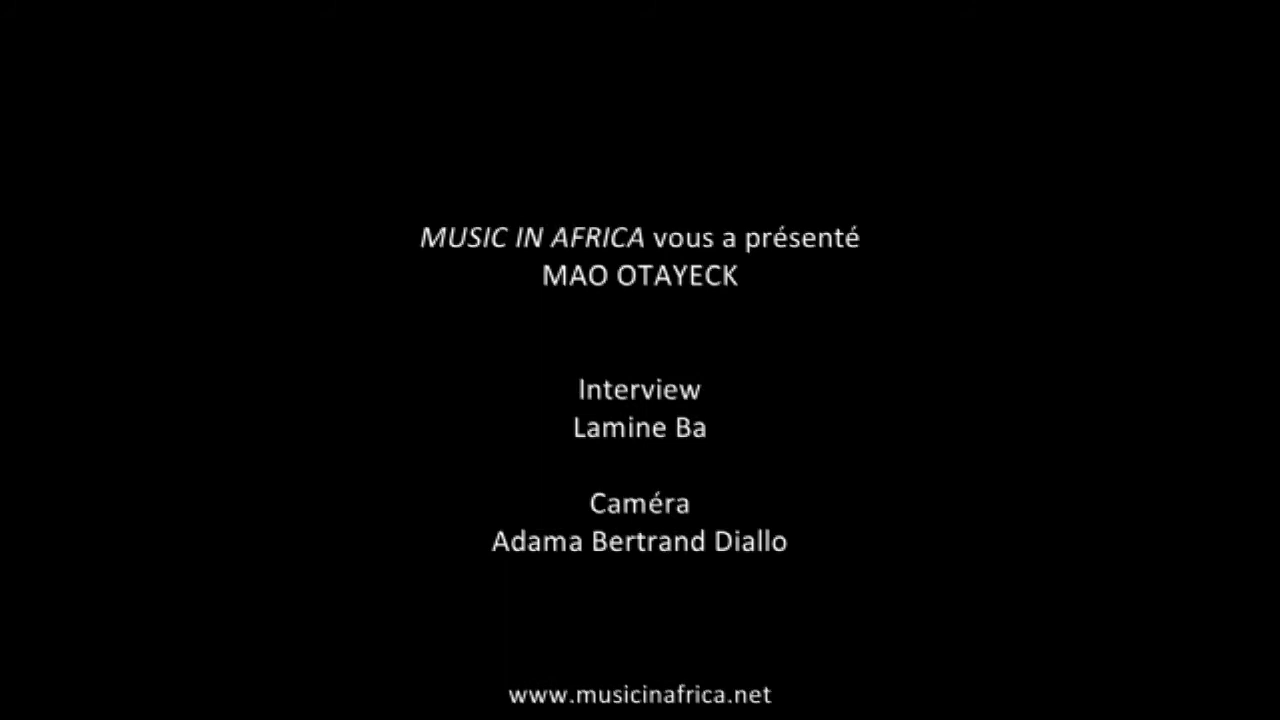 MUSIC IN AFRICA vous a présenté
MAO OTAYECK
Interview
Lamine Ba
Caméra
Adama Bertrand Diallo
www.musicinafrica.net